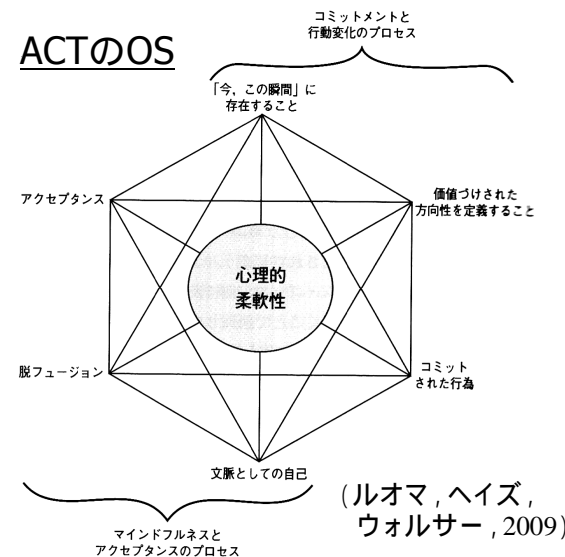 ACTのOS
コミットメントと
行動変化のプロセス
「今，この瞬間」に
存在すること
アクセプタンス
価値づけされた
方向性を定義すること
心理的
柔軟性
脱フュージョン
コミット
された行為
文脈としての自己
マインドフルネスと
アクセプタンスのプロセス
(ルオマ , ヘイズ ,
ウォルサー , 2009)